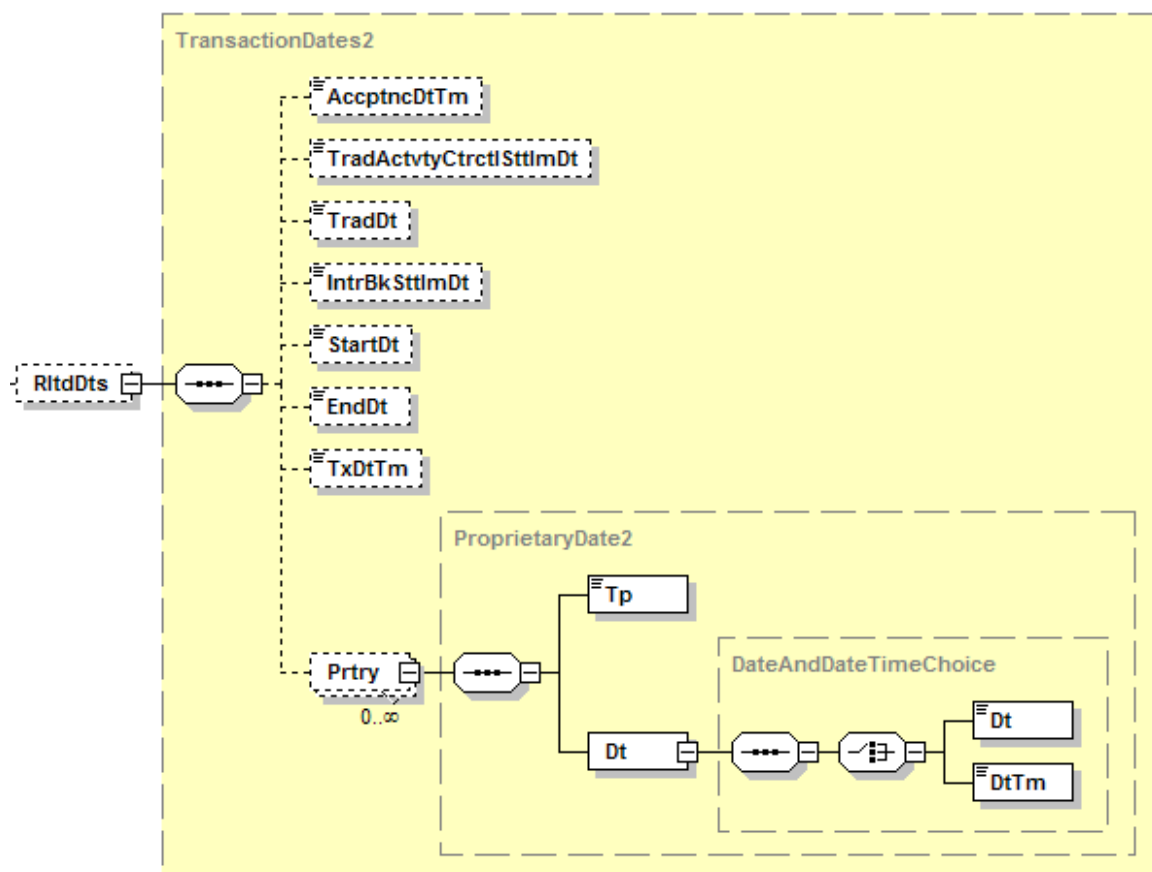 TransactionDates2
AccptncDtTm
TradActvtyCtrctlSttlmDt
TradDt
IntrBkSttlmDt
StartDt
RltdDts
EndDt
TxDtTm
ProprietaryDate2
Tp
DateAndDateTimeChoice
Prtry
0..∞
Dt
Dt
DtTm